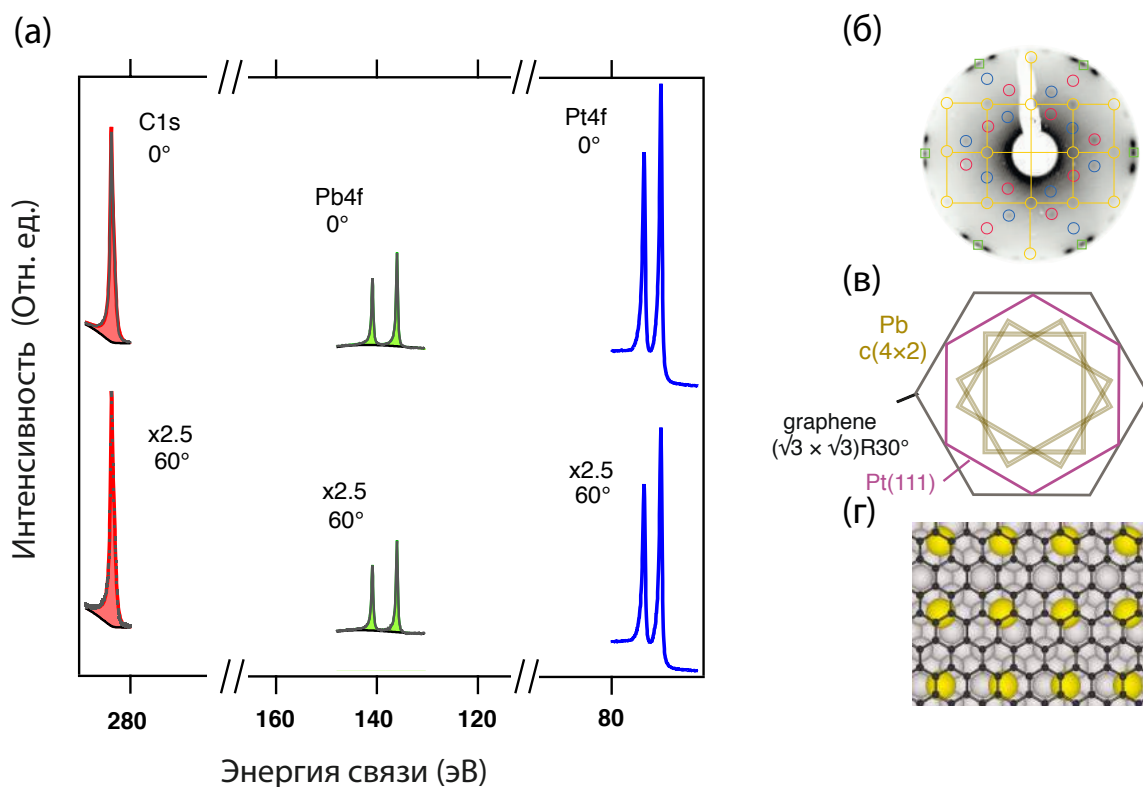 (а)
C1s
0°
Pb4f
0°
Pt4f
0°
x2.5
60°
x2.5
60°
x2.5
60°
280
160
140
120
80
Интенсивность (Отн. ед.)
Энергия связи (эВ)
(б)
(в)
Pb
c(4×2)
graphene
(√3 × √3)R30°
Pt(111)
(г)